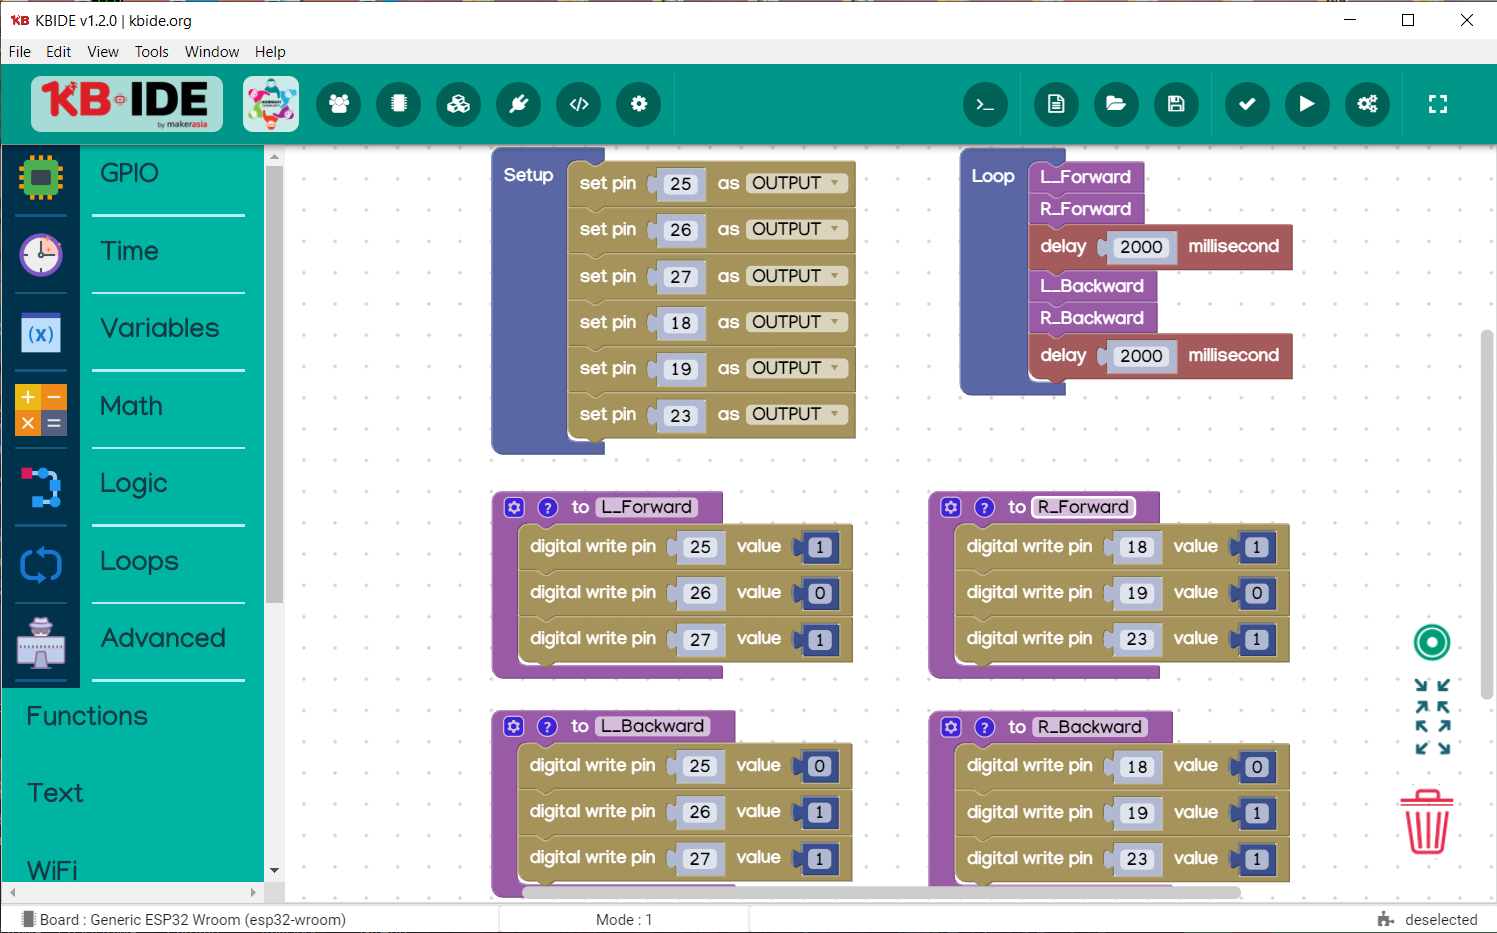 KB KBIDE v1.2.0 | kbide.org
File Edit View Tools Window Help
KB IDE
by makerasia
GPIO
Time
Variables
(x)
Math
Logic
Loops
Advanced
Functions
Text
WiFi
Setup
set pin 25 as OUTPUT
set pin 26 as OUTPUT
set pin 27 as OUTPUT
set pin 18 as OUTPUT
set pin 19 as OUTPUT
set pin 23 as OUTPUT
Loop
L_Forward
R_Forward
delay 2000 millisecond
L_Backward
R_Backward
delay 2000 millisecond
? to L_Forward
digital write pin 25 value 1
digital write pin 26 value 0
digital write pin 27 value 1
? to R_Forward
digital write pin 18 value 1
digital write pin 19 value 0
digital write pin 23 value 1
? to L_Backward
digital write pin 25 value 0
digital write pin 26 value 1
digital write pin 27 value 1
? to R_Backward
digital write pin 18 value 0
digital write pin 19 value 1
digital write pin 23 value 1
Board : Generic ESP32 Wroom (esp32-wroom)
Mode : 1
deselected